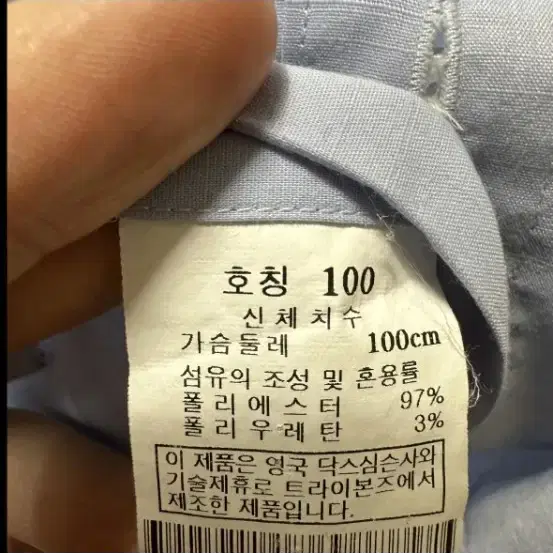 호칭 100
신체치수
가슴둘레 100cm
섬유의 조성 및 혼용률
폴리에스터 97%
폴리우레탄 3%
이 제품은 영국 닥스심슨사와
기술제휴로 트라이본즈에서
제조한 제품입니다.